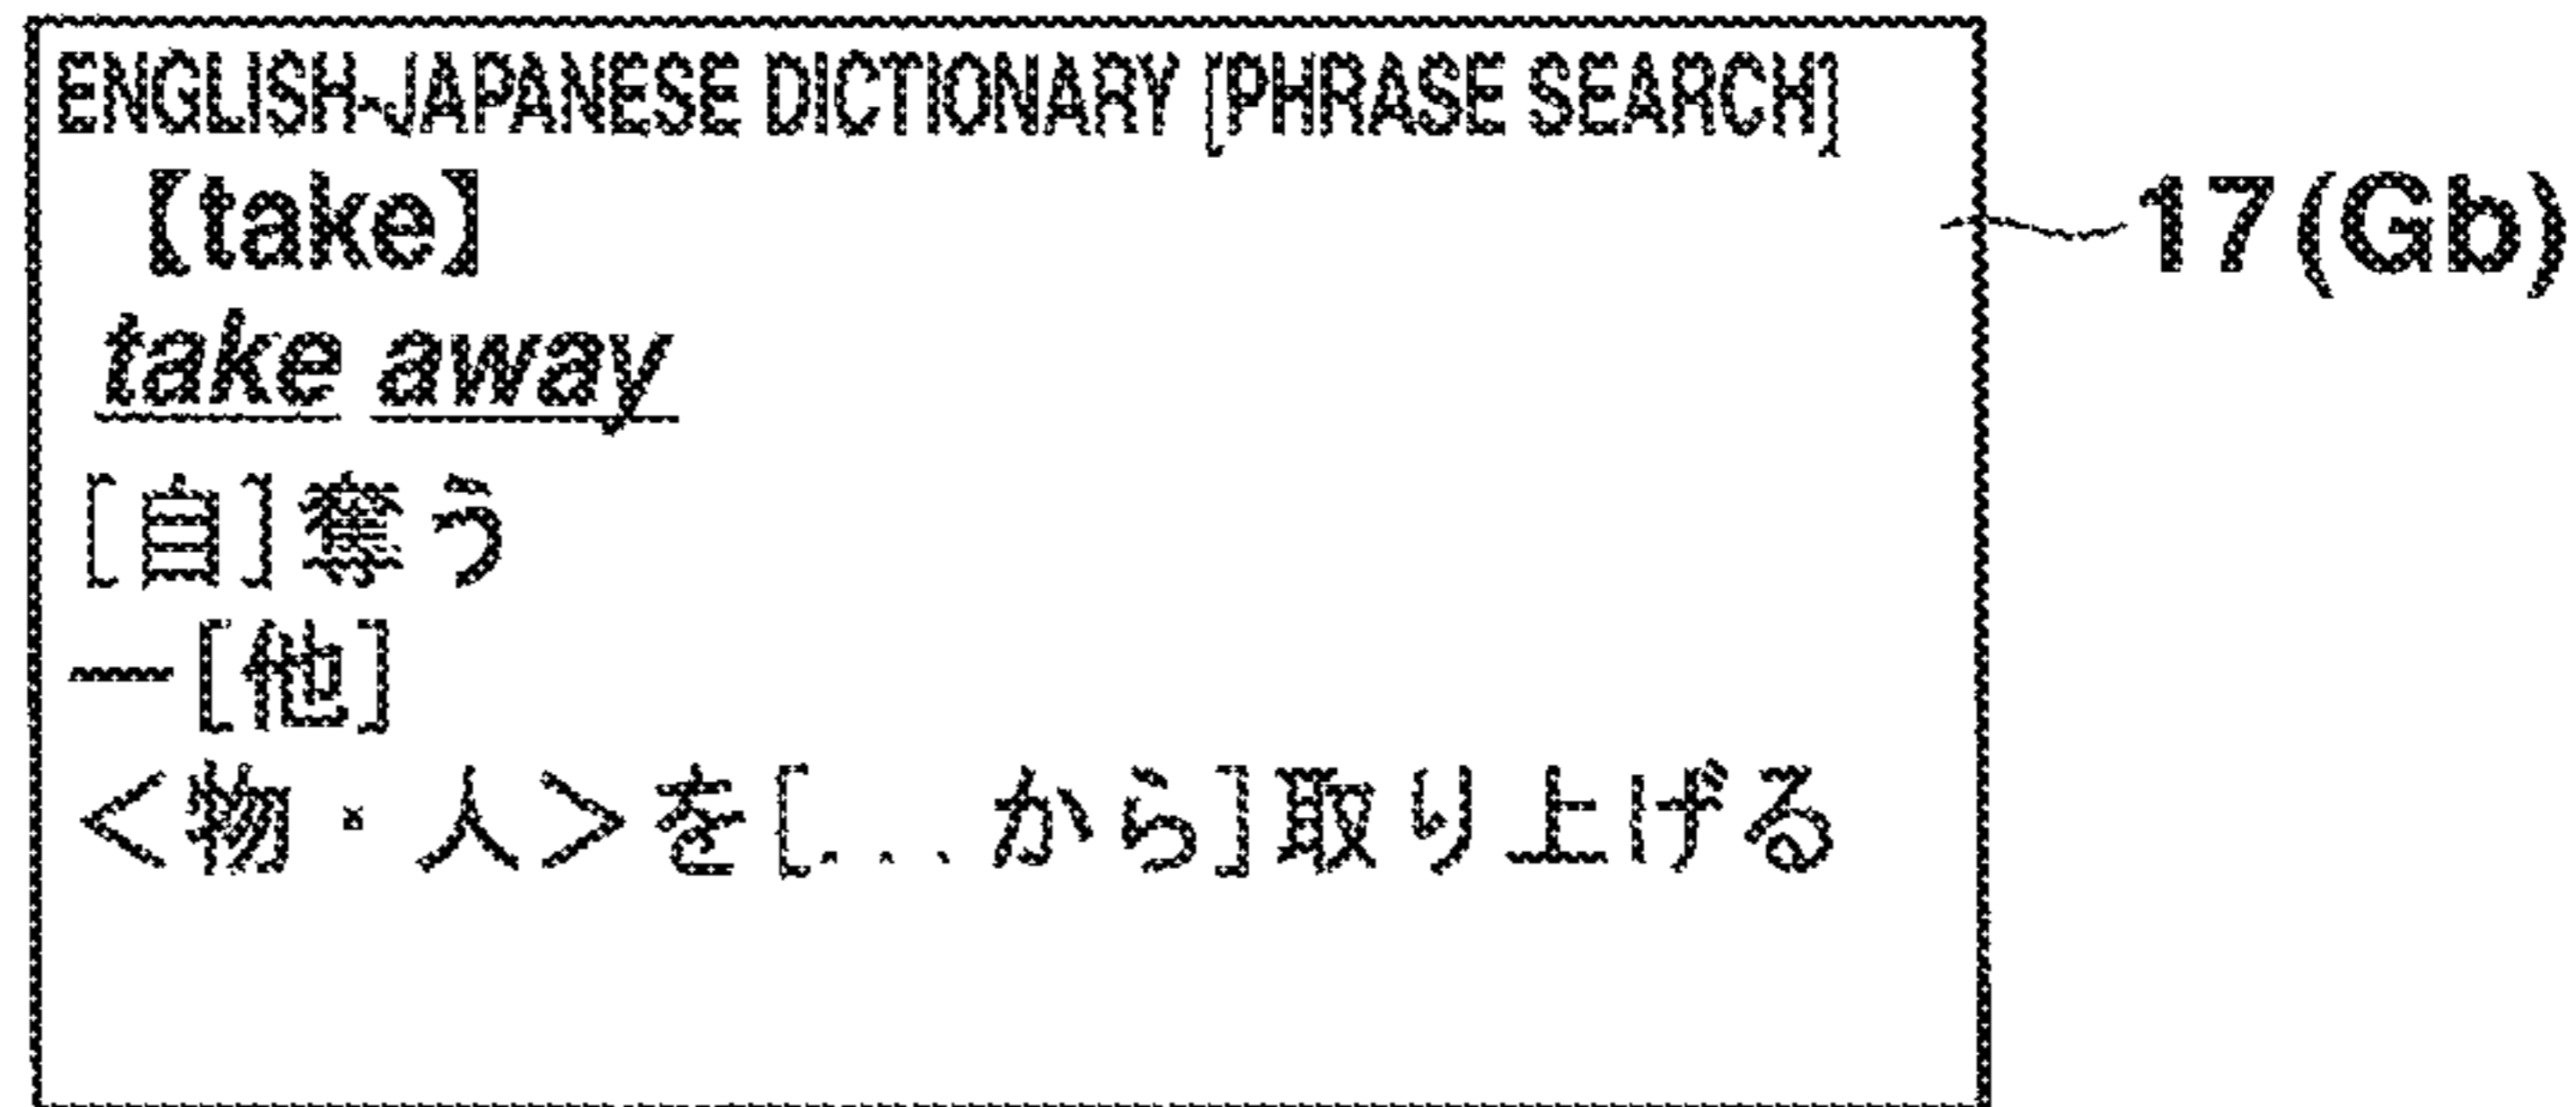 ENGLISH-JAPANESE DICTIONARY [PHRASE SEARCH]
【take】
17(Gb)
take away
[自]奪う
—[他]
<物・人>を[...から]取り上げる